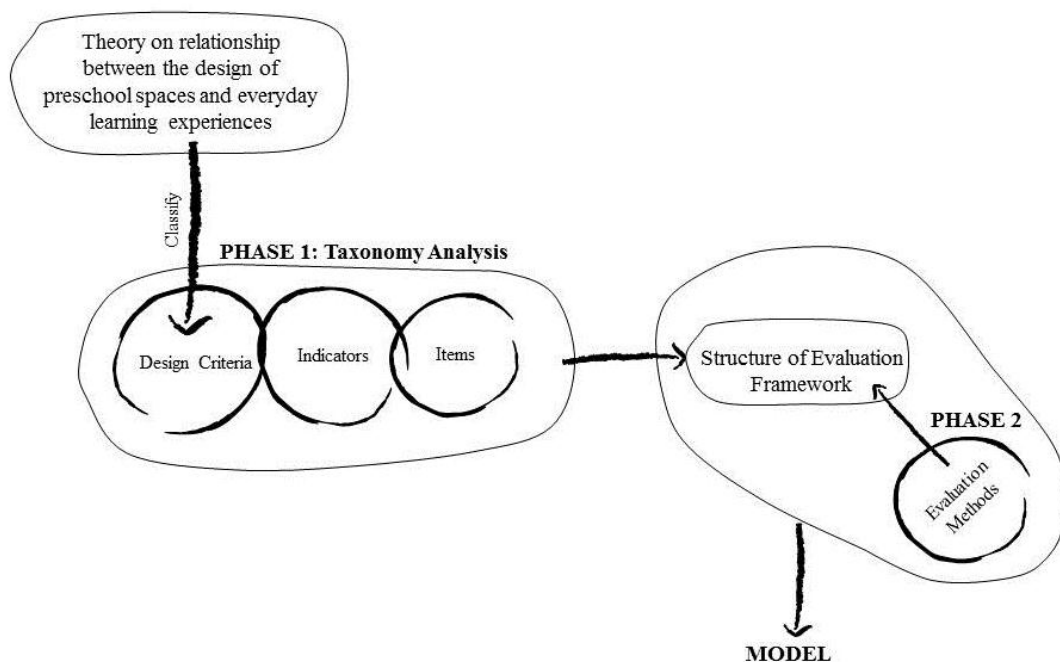 Theory on relationship
between the design of
preschool spaces and everyday
learning experiences
Classify
PHASE 1: Taxonomy Analysis
Design Criteria
Indicators
Items
Structure of Evaluation
Framework
PHASE 2
Evaluation
Methods
MODEL